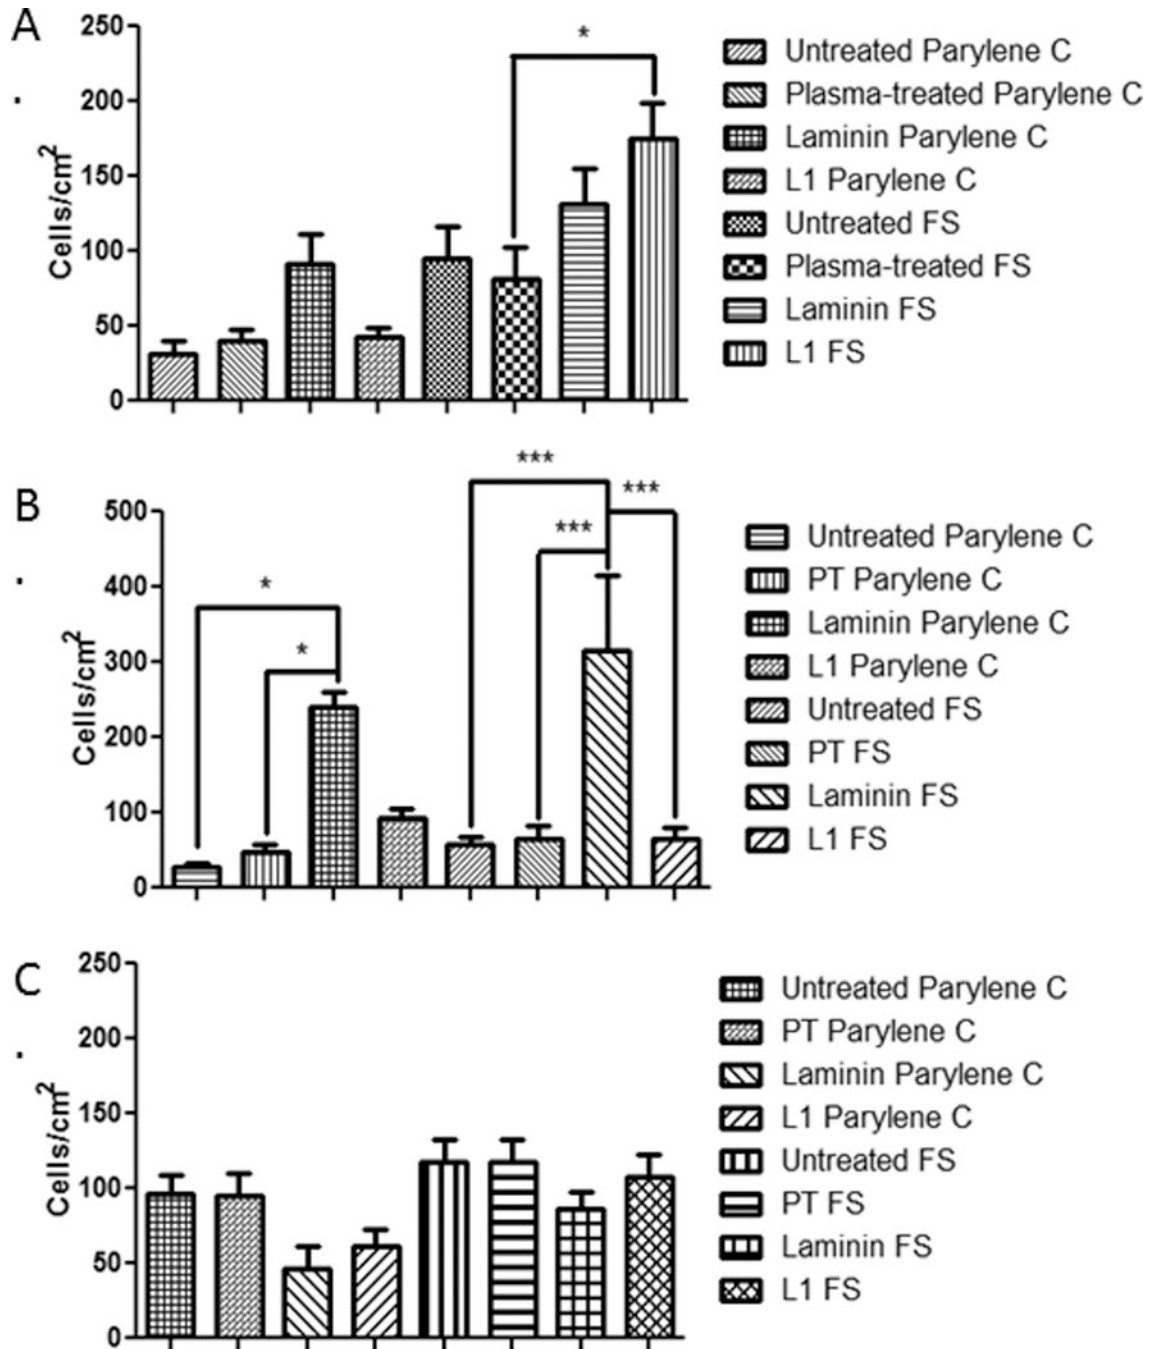 A
250
200
150
100
50
0
Cells/cm²
*
Untreated Parylene C
Plasma-treated Parylene C
Laminin Parylene C
L1 Parylene C
Untreated FS
Plasma-treated FS
Laminin FS
L1 FS
B
500
400
300
200
100
0
Cells/cm²
*
*
***
***
***
Untreated Parylene C
PT Parylene C
Laminin Parylene C
L1 Parylene C
Untreated FS
PT FS
Laminin FS
L1 FS
C
250
200
150
100
50
0
Cells/cm²
Untreated Parylene C
PT Parylene C
Laminin Parylene C
L1 Parylene C
Untreated FS
PT FS
Laminin FS
L1 FS